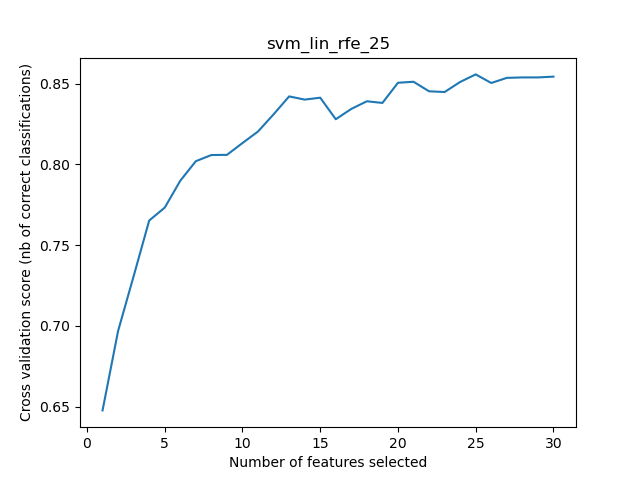 svm_lin_rfe_25
Cross validation score (nb of correct classifications)
0.85
0.80
0.75
0.70
0.65
0 5 10 15 20 25 30
Number of features selected